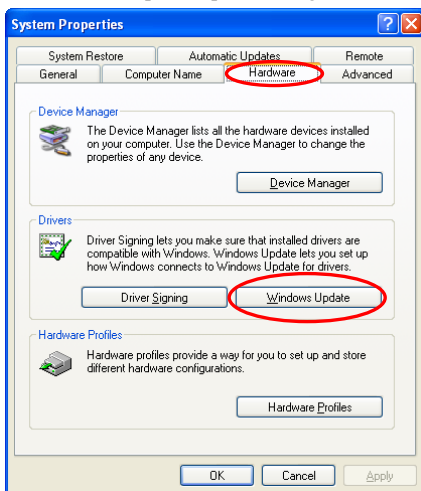 System Properties
System Restore
Automatic Updates
Remote
General
Computer Name
Hardware
Advanced
Device Manager
The Device Manager lists all the hardware devices installed
on your computer. Use the Device Manager to change the
properties of any device.
Device Manager
Drivers
Driver Signing lets you make sure that installed drivers are
compatible with Windows. Windows Update lets you set up
how Windows connects to Windows Update for drivers.
Driver Signing
Windows Update
Hardware Profiles
Hardware profiles provide a way for you to set up and store
different hardware configurations.
Hardware Profiles
OK
Cancel
Apply